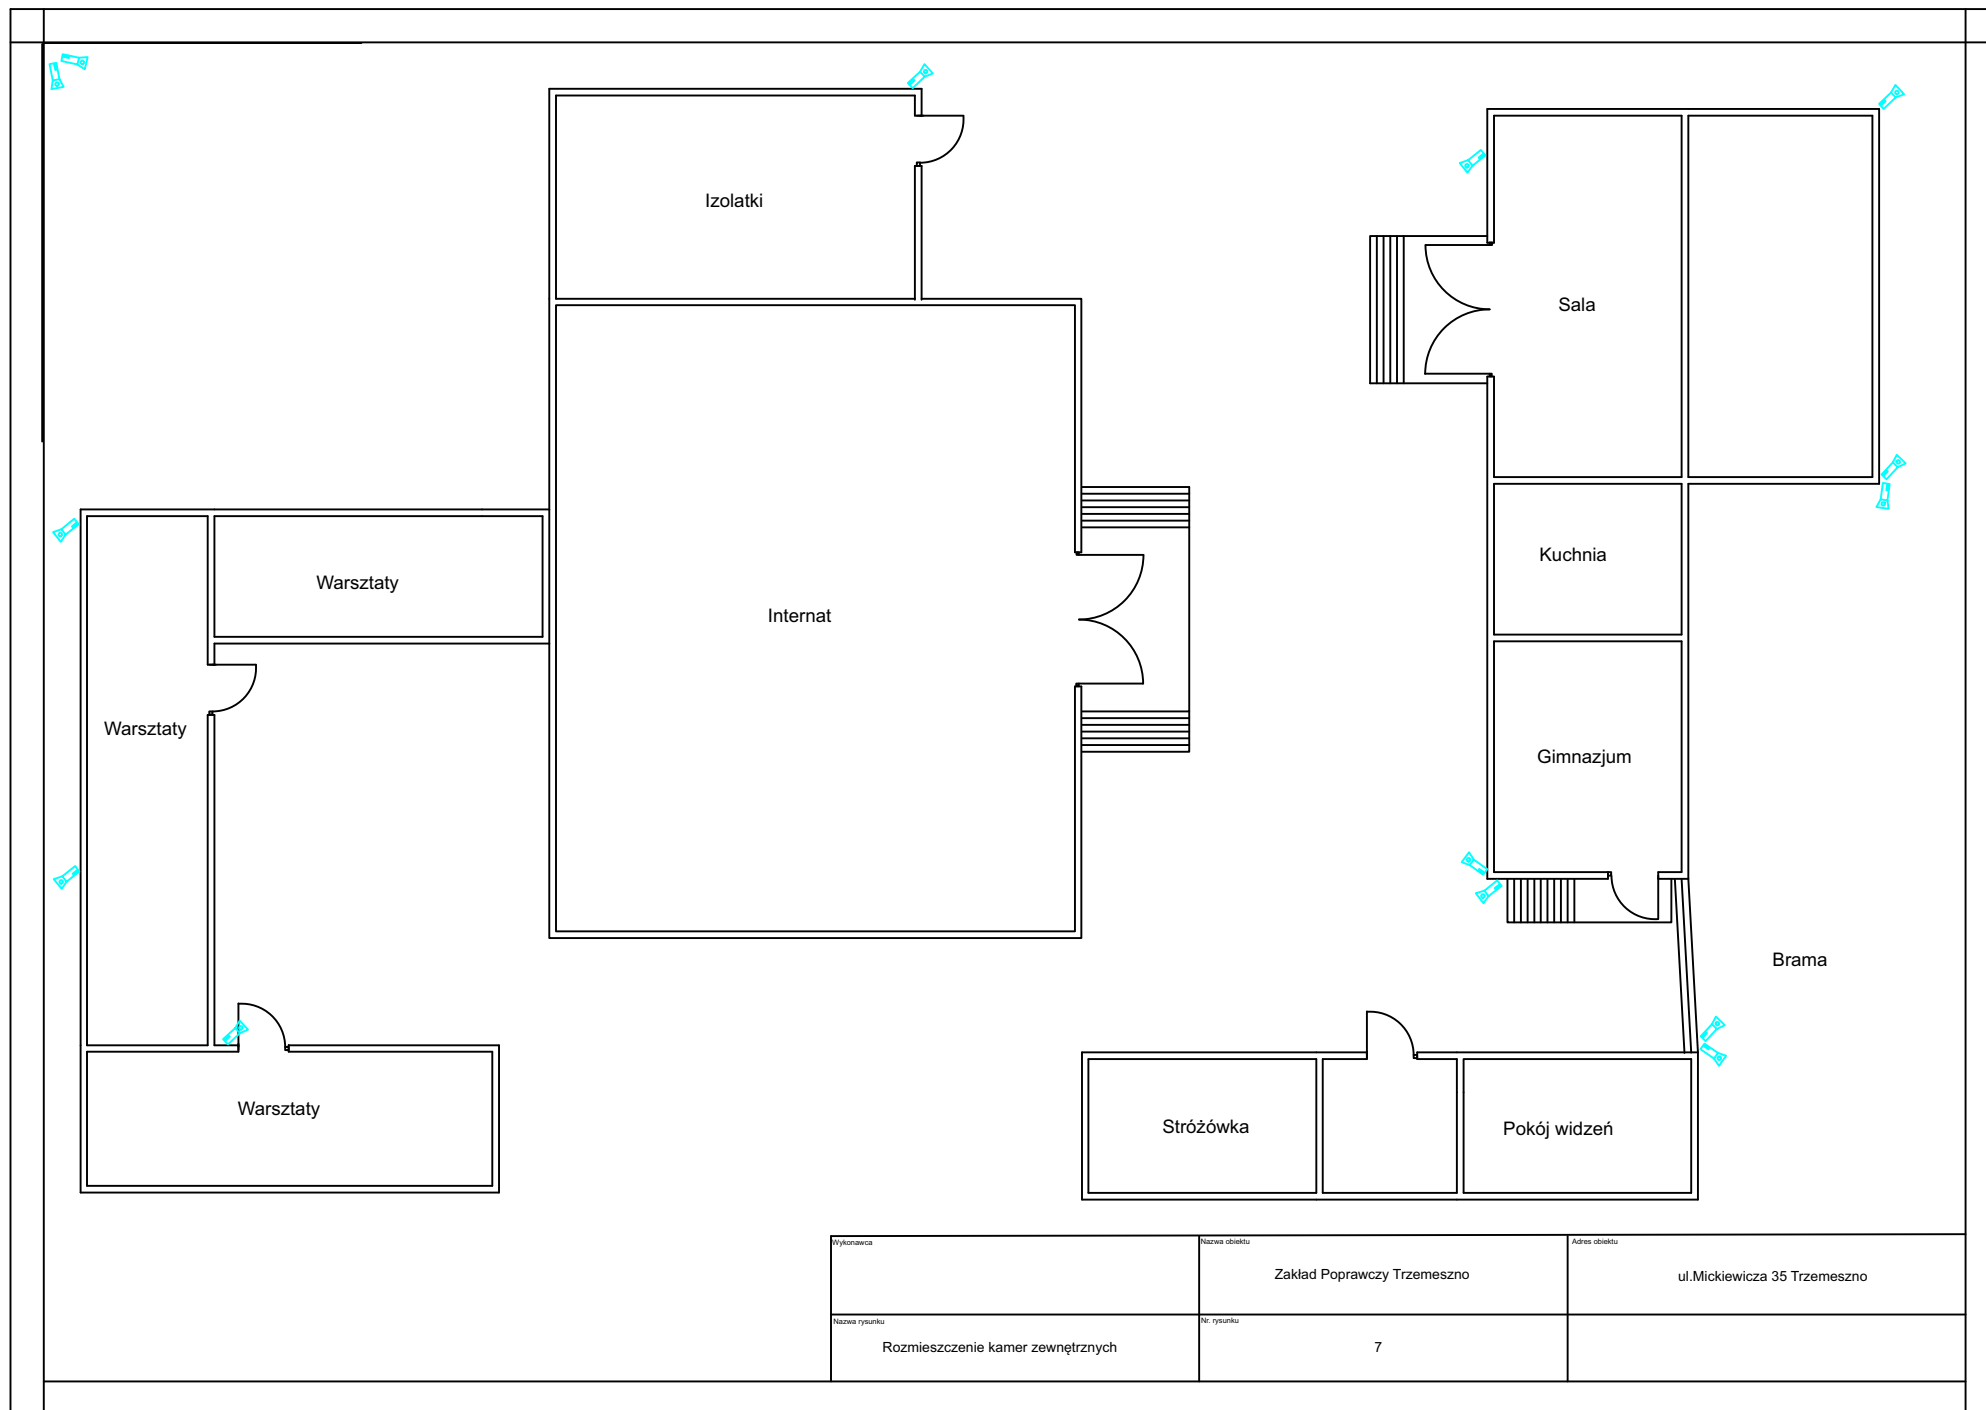 Izolatki
Sala
Kuchnia
Warsztaty
Internat
Warsztaty
Gimnazjum
Brama
Warsztaty
Stróżówka
Pokój widzeń
Wykonawca
Nazwa obiektu
Zakład Poprawczy Trzemeszno
Adres obiektu
ul.Mickiewicza 35 Trzemeszno
Nazwa rysunku
Rozmieszczenie kamer zewnętrznych
Nr. rysunku
7